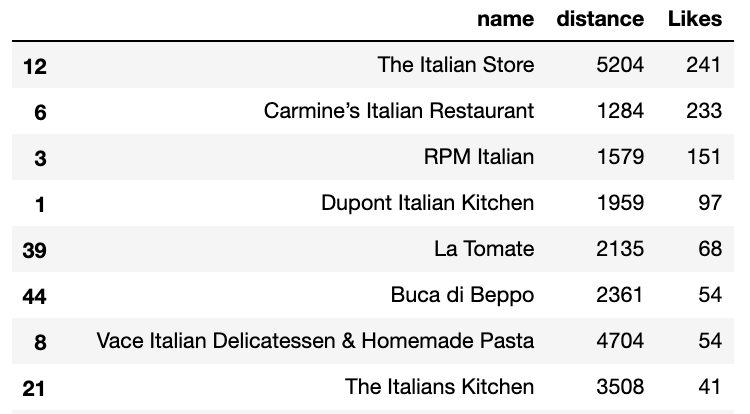 name distance Likes
12 The Italian Store 5204 241
6 Carmine’s Italian Restaurant 1284 233
3 RPM Italian 1579 151
1 Dupont Italian Kitchen 1959 97
39 La Tomate 2135 68
44 Buca di Beppo 2361 54
8 Vace Italian Delicatessen & Homemade Pasta 4704 54
21 The Italians Kitchen 3508 41